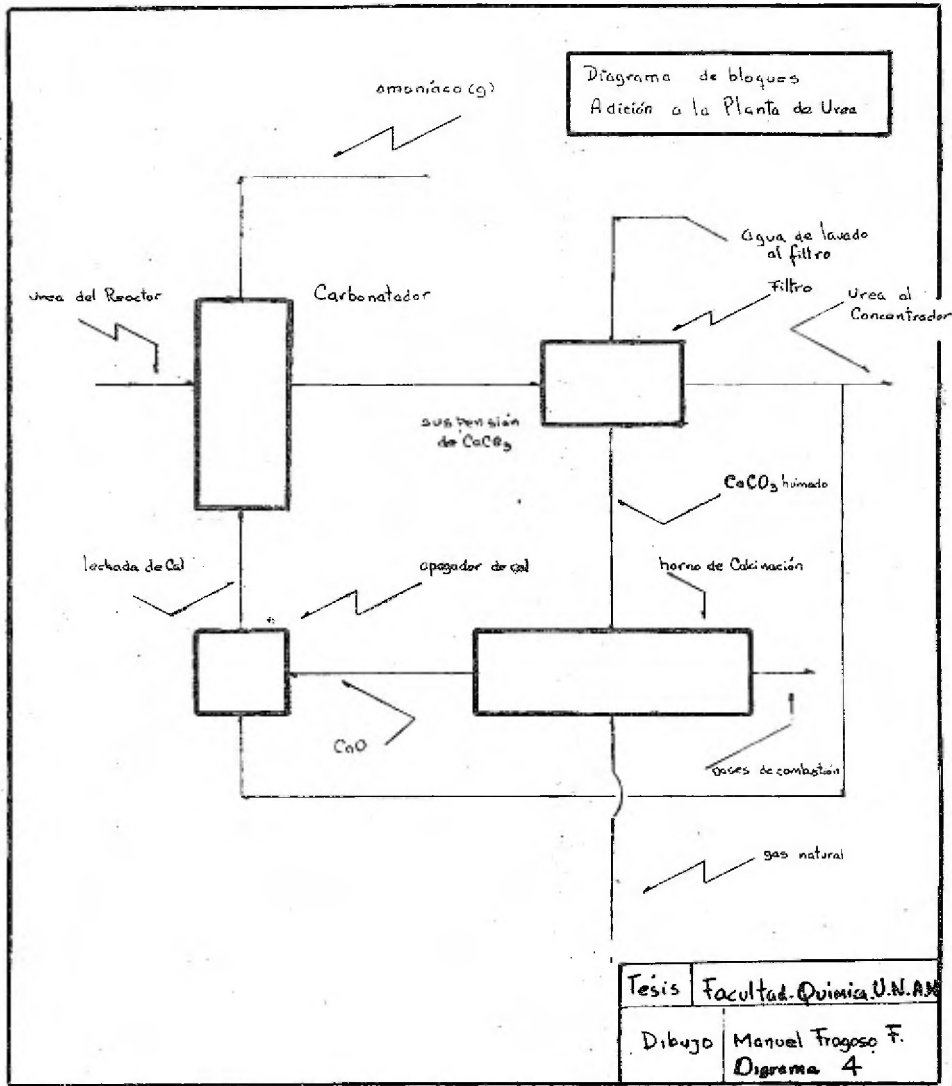 Diagrama de bloques
Adición a la Planta de Urea
amoníaco (g)
agua de lavado
al filtro
Filtro
urea al
Concentrador
urea del Reactor
Carbonatador
suspensión
de CaCO₃
CaCO₃ húmedo
lechada de Cal
apagador de cal
horno de Calcinación
CaO
gases de combustión
gas natural
Tesis Facultad-Quimica U.N.AM
Dibujo Manuel Fragoso F.
Digrama 4